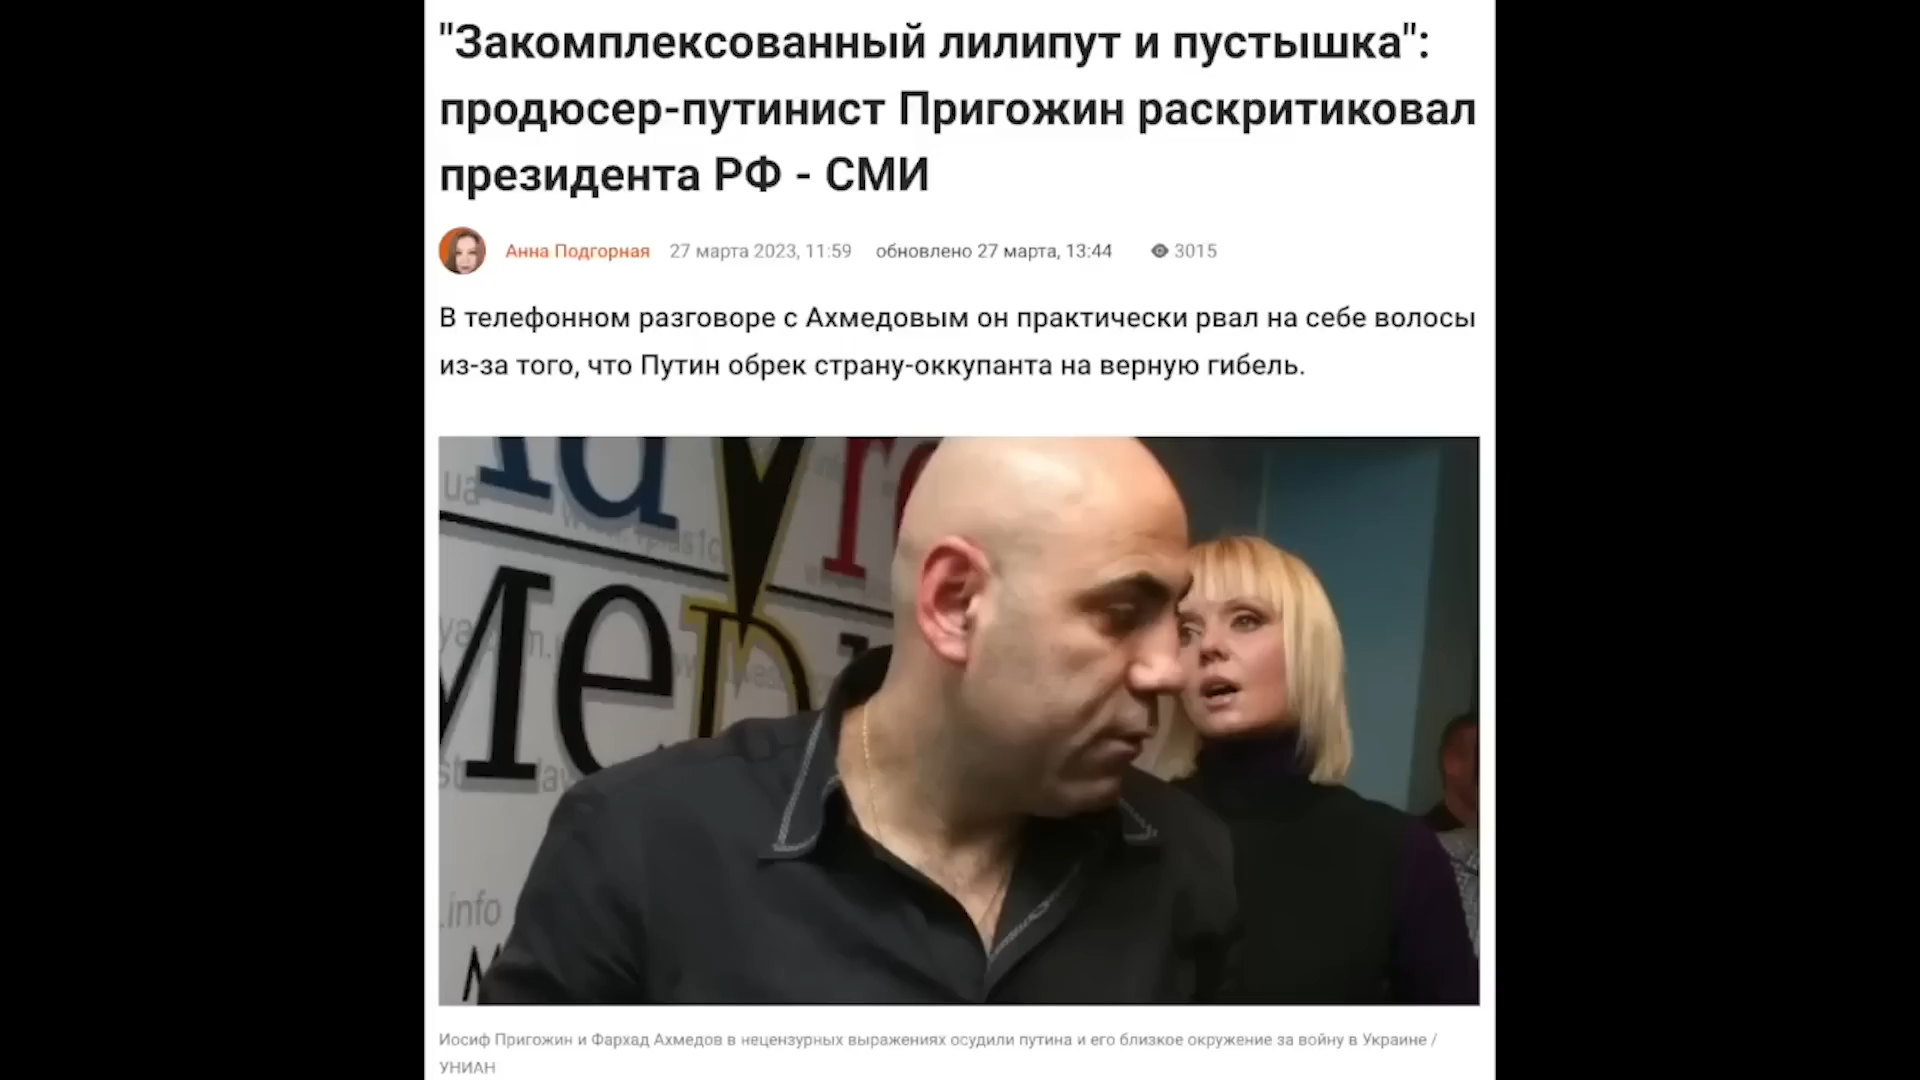 "Закомплексованный лилипут и пустышка":
продюсер-путинист Пригожин раскритиковал
президента РФ - СМИ
Анна Подгорная 27 марта 2023, 11:59 обновлено 27 марта, 13:44 3015
В телефонном разговоре с Ахмедовым он практически рвал на себе волосы
из-за того, что Путин обрек страну-оккупанта на верную гибель.
ua
.info
Иосиф Пригожин и Фархад Ахмедов в нецензурных выражениях осудили путина и его близкое окружение за войну в Украине /
УНИАН